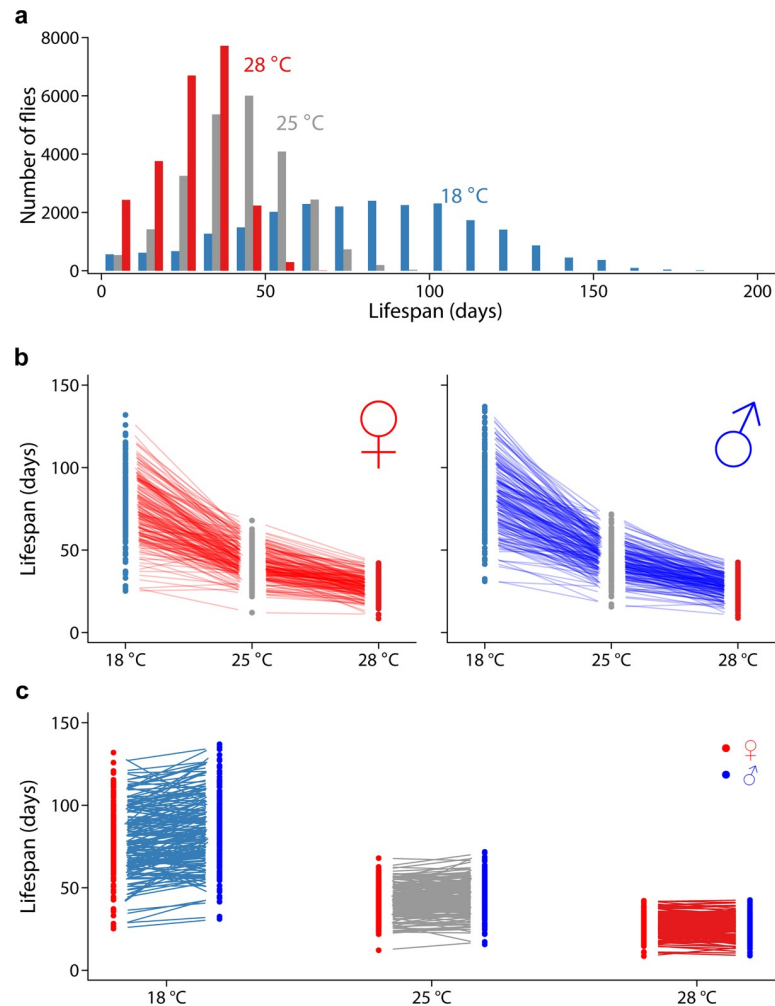 a
8000
6000
4000
2000
0
Number of flies
28 °C
25 °C
18 °C
0 50 100 150 200
Lifespan (days)
b
150
100
50
0
Lifespan (days)
♀
♂
18 °C 25 °C 28 °C
18 °C 25 °C 28 °C
c
150
100
50
0
Lifespan (days)
♀
♂
18 °C 25 °C 28 °C